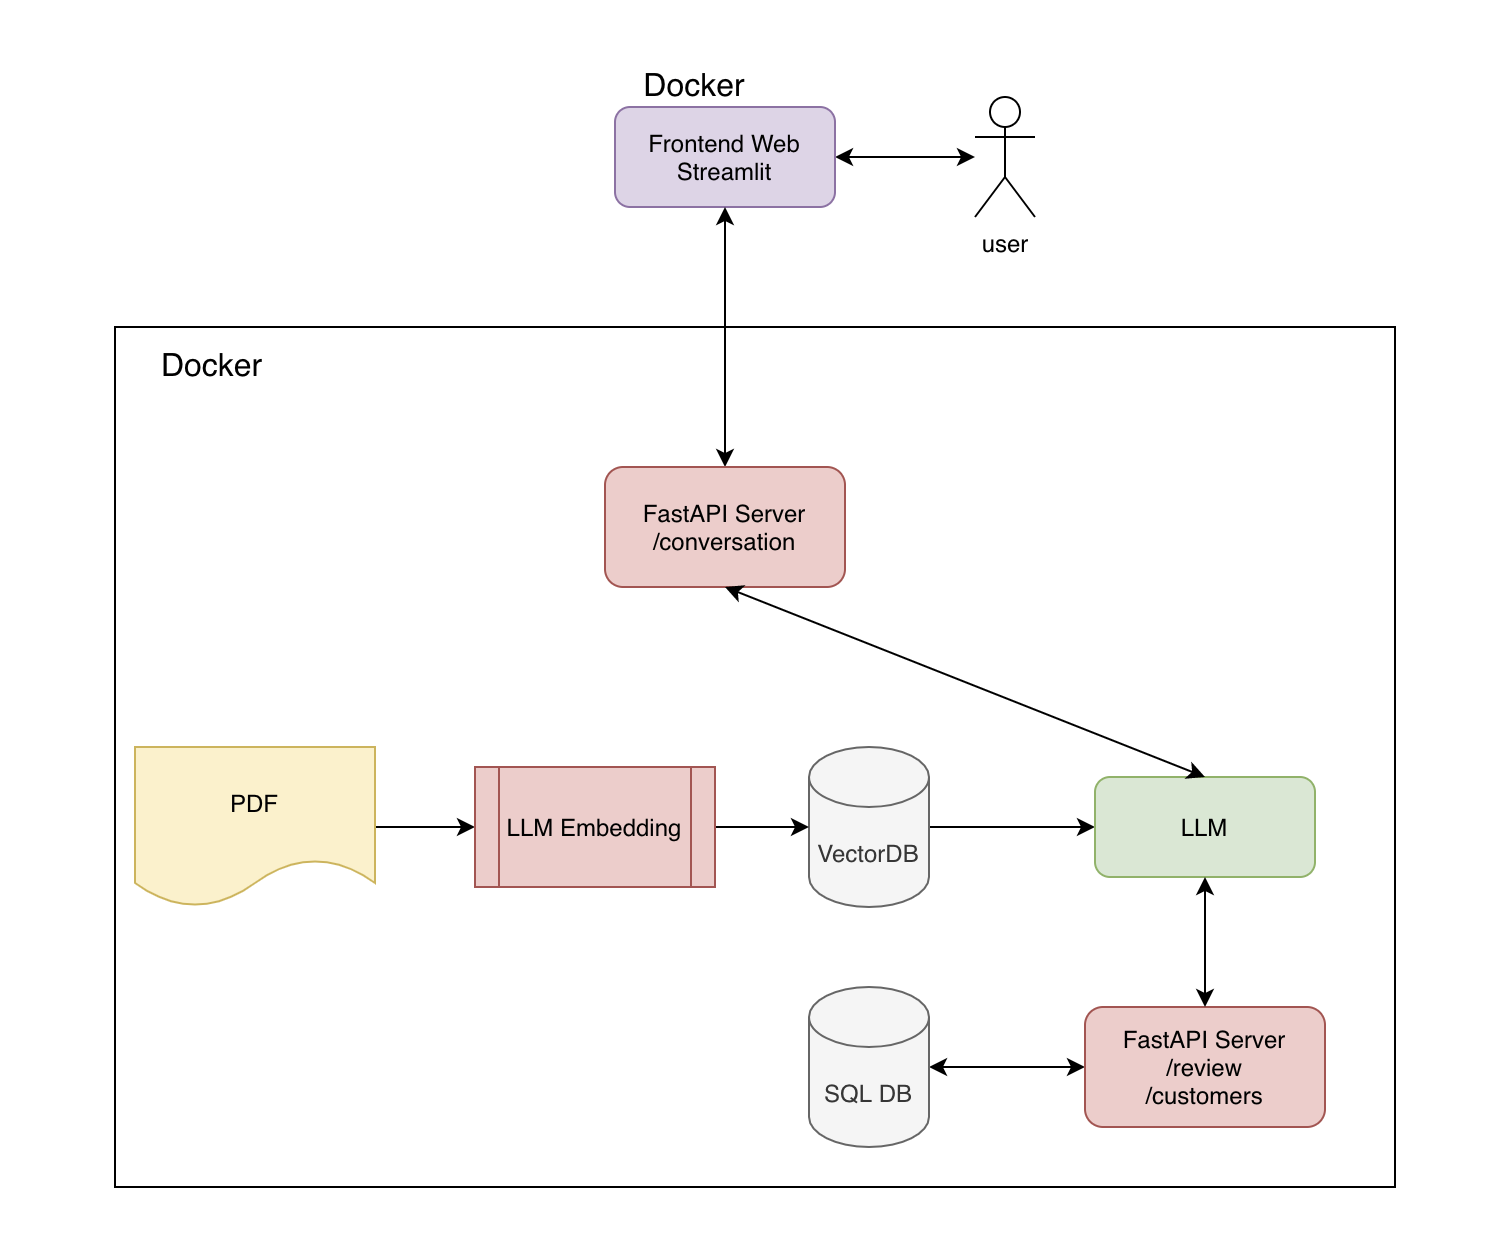 Docker
Frontend Web
Streamlit
user
Docker
FastAPI Server
/conversation
PDF
LLM Embedding
VectorDB
LLM
SQL DB
FastAPI Server
/review
/customers